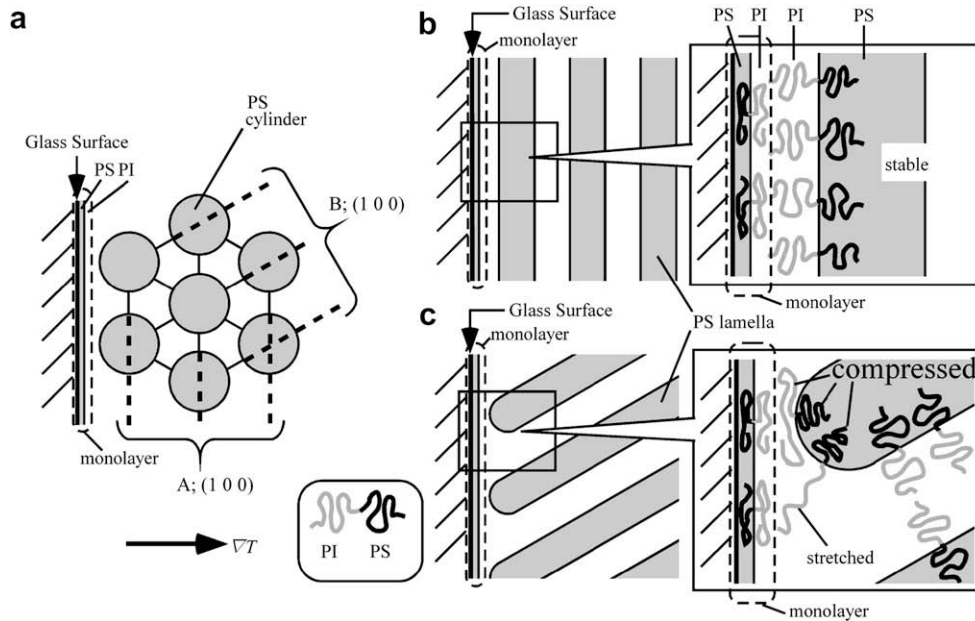 a
PS
cylinder
Glass Surface
PS PI
B; (1 0 0)
monolayer
A; (1 0 0)
∇T
PI PS
b
Glass Surface
monolayer
PS PI PI PS
stable
monolayer
PS lamella
c
Glass Surface
monolayer
compressed
stretched
monolayer